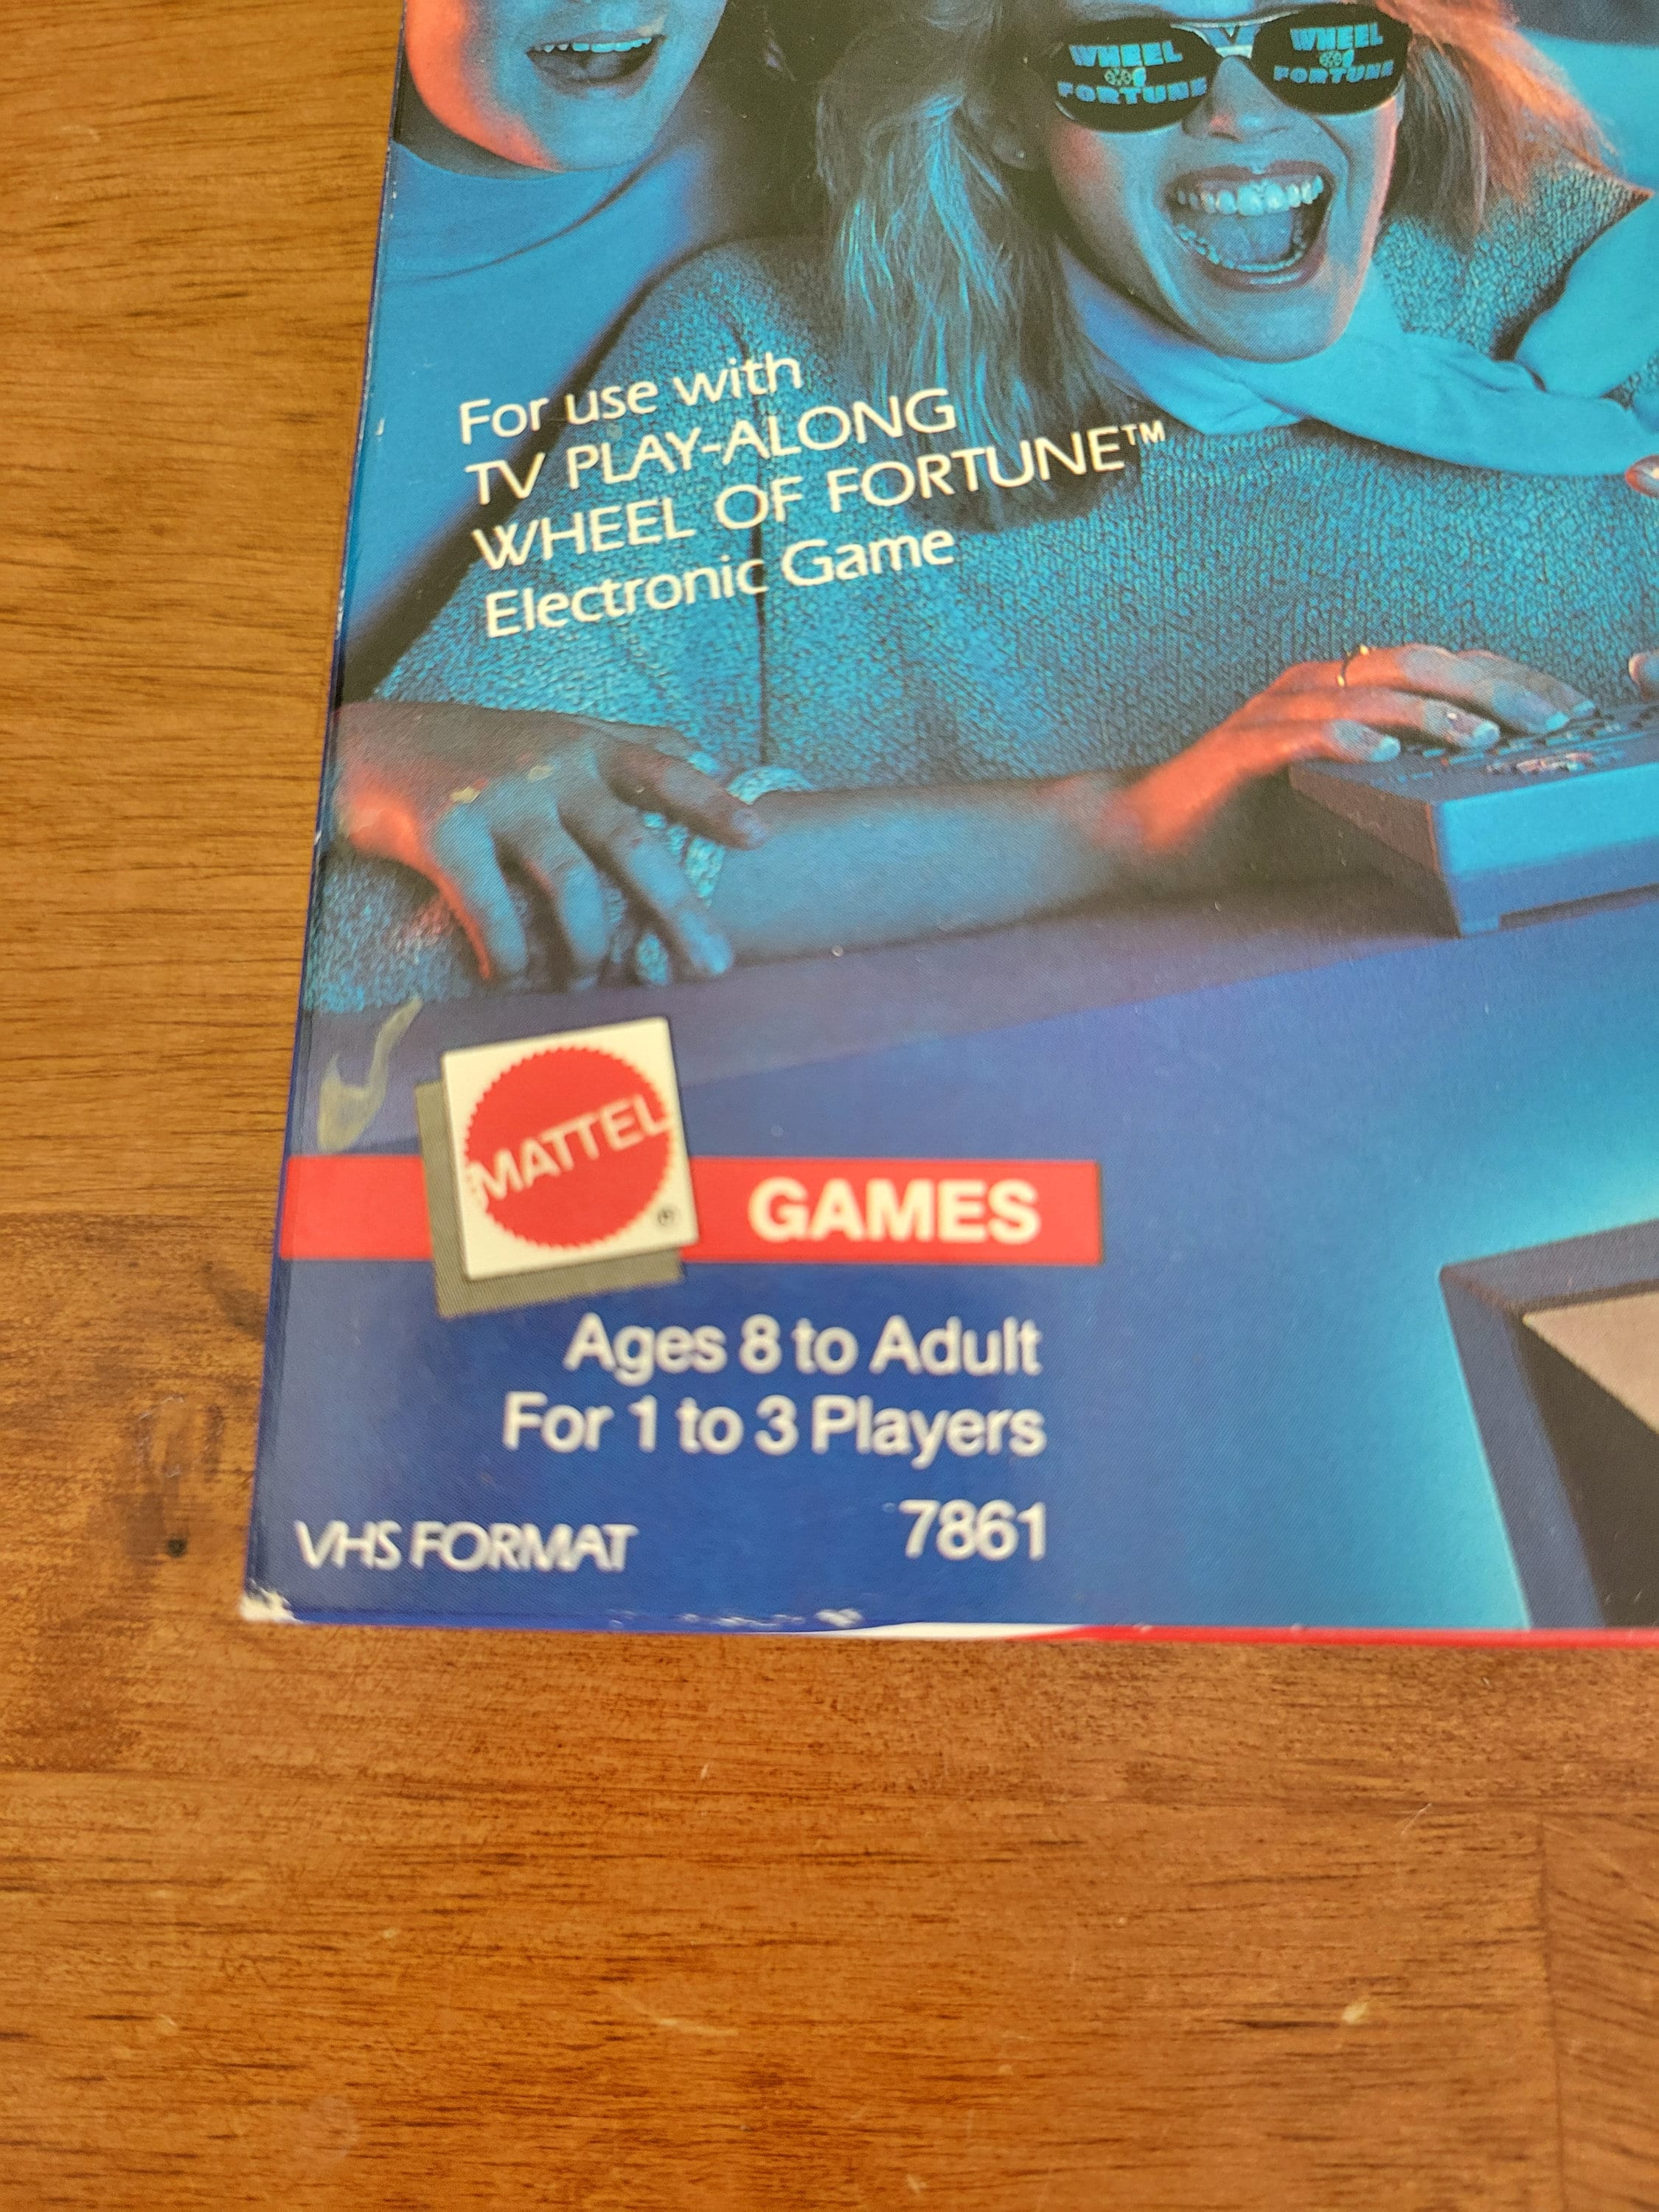 WHEEL
OF
FORTUNE
WHEEL
OF
FORTUNE
For use with
TV PLAY-ALONG
WHEEL OF FORTUNE™
Electronic Game
MATTEL
®
GAMES
Ages 8 to Adult
For 1 to 3 Players
VHS FORMAT 7861